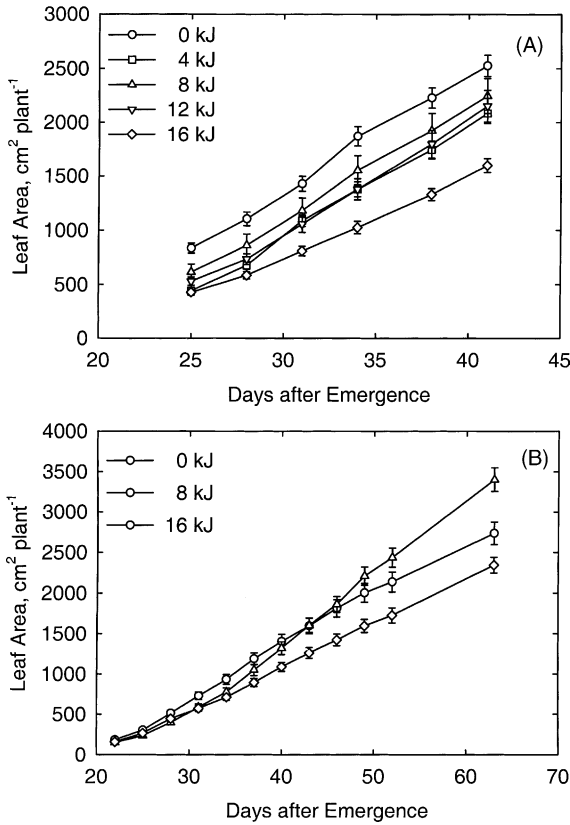 3000
2500
2000
1500
1000
500
0
0 kJ
4 kJ
8 kJ
12 kJ
16 kJ
(A)
Leaf Area, cm² plant⁻¹
20 25 30 35 40 45
Days after Emergence
4000
3500
3000
2500
2000
1500
1000
500
0
0 kJ
8 kJ
16 kJ
(B)
Leaf Area, cm² plant⁻¹
20 30 40 50 60 70
Days after Emergence